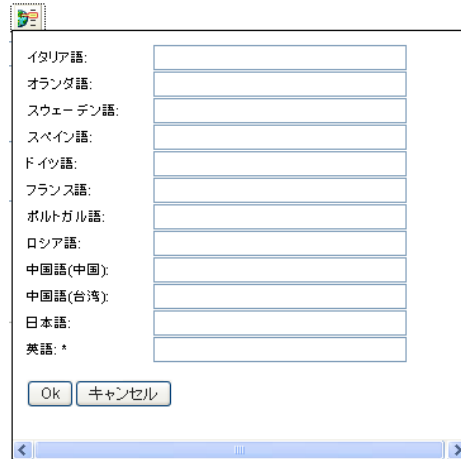 イタリア語:
オランダ語:
スウェーデン語:
スペイン語:
ドイツ語:
フランス語:
ポルトガル語:
ロシア語:
中国語(中国):
中国語(台湾):
日本語:
英語: *
Ok キャンセル